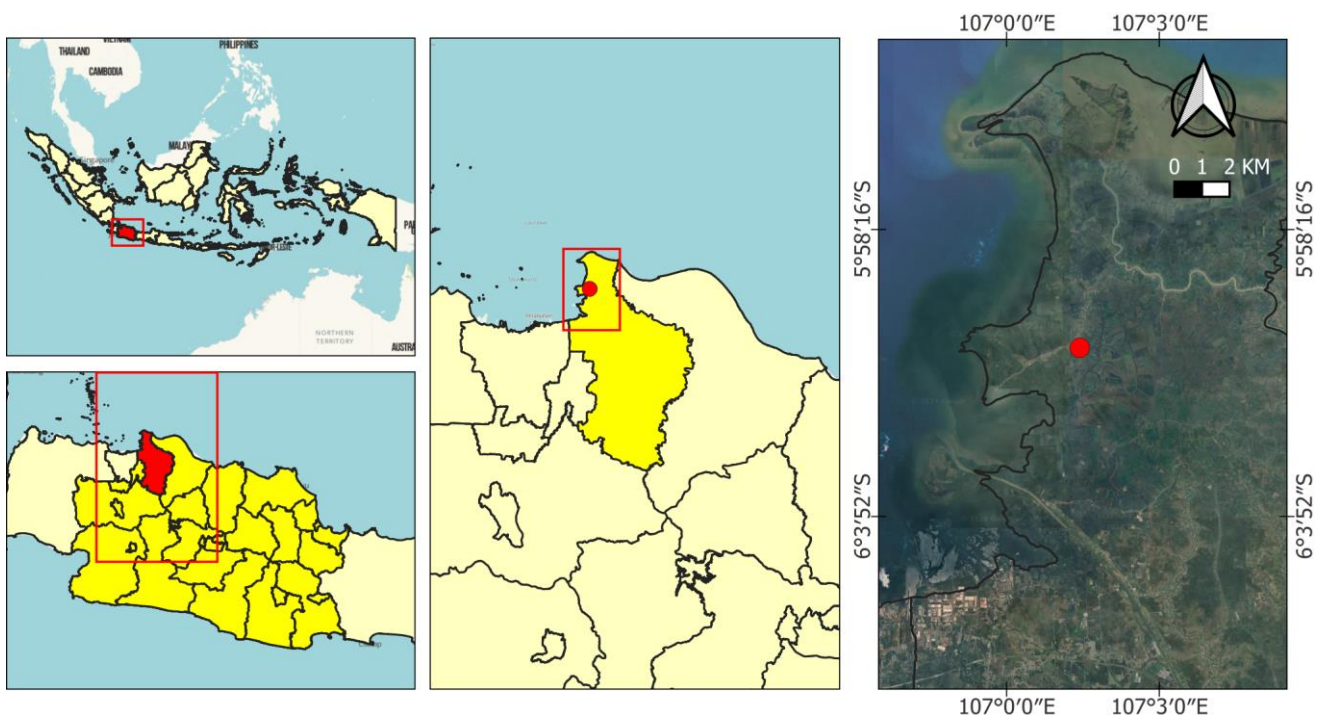 VIETNAM
PHILIPPINES
THAILAND
CAMBODIA
MALAY
Singapore
PAP
NORTHERN
TERRITORY
AUSTRA
107°0′0″E 107°3′0″E
0 1 2 KM
5°58′16″S
5°58′16″S
6°3′52″S
6°3′52″S
107°0′0″E 107°3′0″E